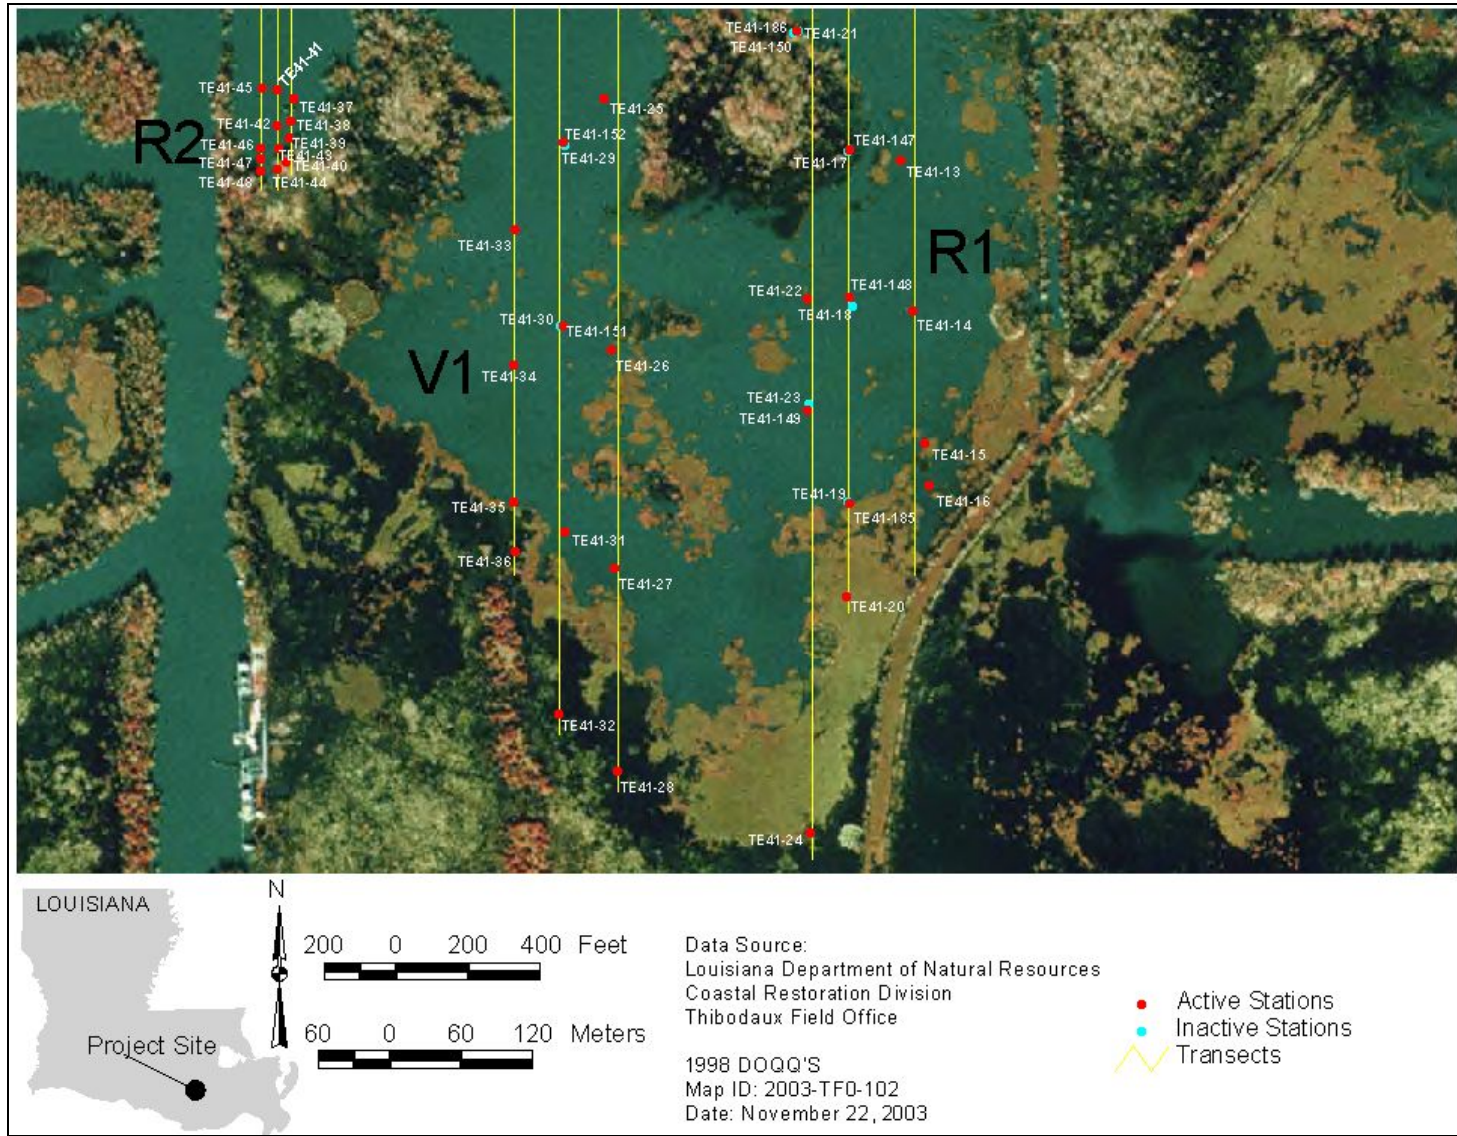 TE41-186
TE41-21
TE41-150
TE41-41
TE41-45
TE41-37
TE41-25
R2
TE41-42
TE41-38
TE41-152
TE41-147
TE41-46
TE41-39
TE41-29
TE41-17
TE41-43
TE41-47
TE41-40
TE41-13
TE41-48
TE41-44
TE41-33
R1
TE41-22
TE41-148
TE41-18
TE41-14
TE41-30
TE41-151
V1
TE41-34
TE41-26
TE41-23
TE41-149
TE41-15
TE41-35
TE41-19
TE41-16
TE41-185
TE41-31
TE41-36
TE41-27
TE41-20
TE41-32
TE41-28
TE41-24
LOUISIANA
Project Site
N
200 0 200 400 Feet
60 0 60 120 Meters
Data Source:
Louisiana Department of Natural Resources
Coastal Restoration Division
Thibodaux Field Office
1998 DOQQ'S
Map ID: 2003-TF0-102
Date: November 22, 2003
Active Stations
Inactive Stations
Transects